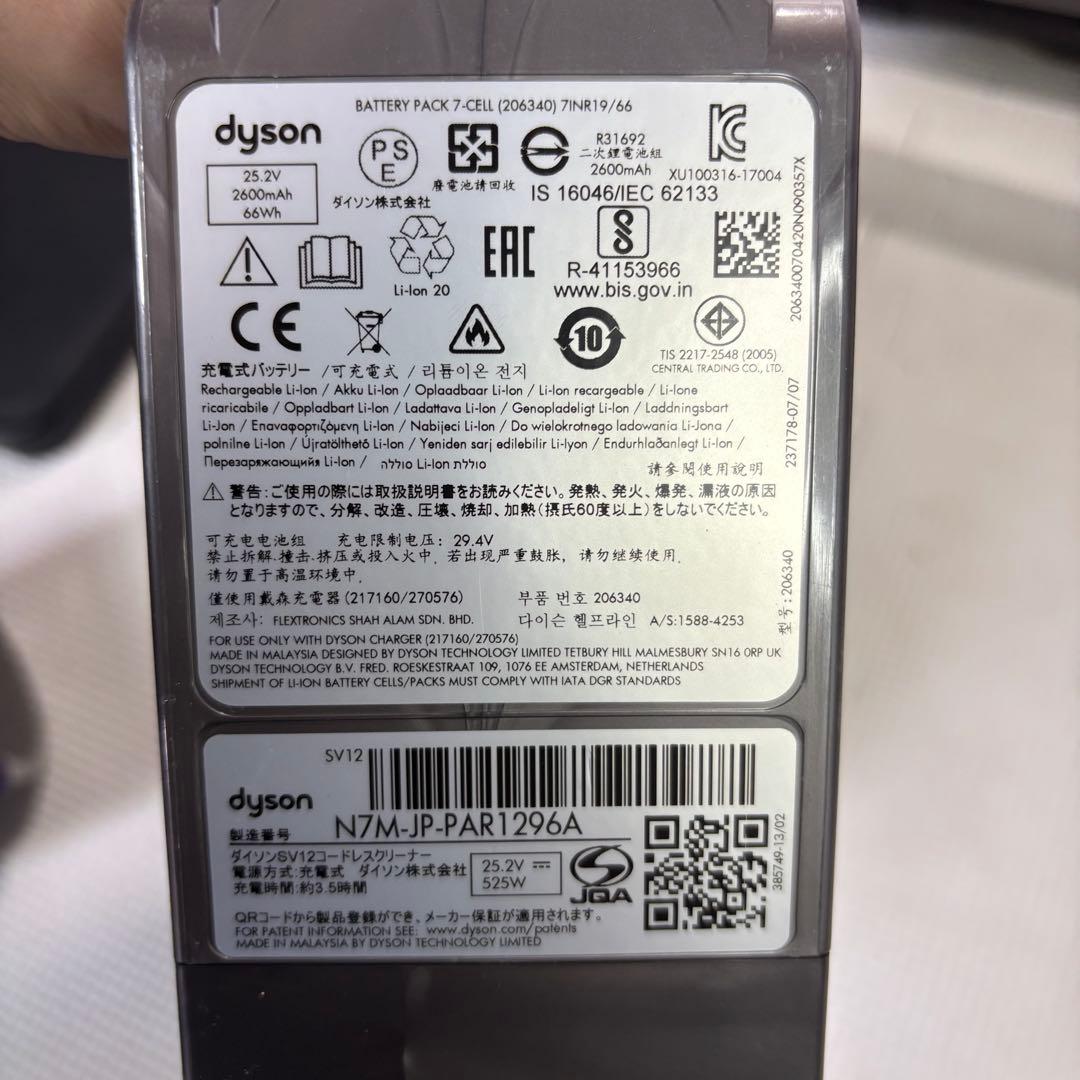 BATTERY PACK 7-CELL (206340) 7INR19/66
dyson
PS
E
R31692
二次鋰電池組
2600mAh
XU100316-17004
25.2V
2600mAh
66Wh
ダイソン株式会社
廢電池請回收
IS 16046/IEC 62133
Li-Ion 20
EAC
R-41153966
www.bis.gov.in
CE
10
TIS 2217-2548 (2005)
CENTRAL TRADING CO., LTD.
充電式バッテリー /可充電式 / 리튬이온 전지
Rechargeable Li-Ion / Akku Li-Ion / Oplaadbaar Li-Ion / Li-Ion recargeable / Li-Ione
ricaricabile / Oppladbart Li-Ion / Ladattava Li-Ion / Genopladeligt Li-Ion / Laddningsbart
Li-Jon / Επαναφορτιζόμενη Li-Ion / Nabíjecí Li-Ion / Do wielokrotnego ładowania Li-Jona /
polnilne Li-Ion / Újratölthető Li-Ion / Yeniden şarj edilebilir Li-Iyon / Endurhlaðanlegt Li-Ion /
Перезаряжающийя Li-Ion / סוללת Li-Ion סוללה
請參閱使用說明
警告:ご使用の際には取扱説明書をお読みください。発熱、発火、爆発、漏液の原因
となりますので、分解、改造、圧壊、焼却、加熱(摂氏60度以上)をしないでください。
可充电电池组 充电限制电压: 29.4V
禁止拆解.撞击.挤压或投入火中. 若出现严重鼓胀, 请勿继续使用.
请勿置于高温环境中.
僅使用戴森充電器(217160/270576) 部품 번호 206340
제조사: FLEXTRONICS SHAH ALAM SDN. BHD. 다이슨 헬프라인 A/S:1588-4253
FOR USE ONLY WITH DYSON CHARGER (217160/270576)
MADE IN MALAYSIA DESIGNED BY DYSON TECHNOLOGY LIMITED TETBURY HILL MALMESBURY SN16 0RP UK
DYSON TECHNOLOGY B.V. FRED. ROESKESTRAAT 109, 1076 EE AMSTERDAM, NETHERLANDS
SHIPMENT OF LI-ION BATTERY CELLS/PACKS MUST COMPLY WITH IATA DGR STANDARDS
206340070420N090357X
237178-07/07
型号:206340
SV12
dyson
製造番号 N7M-JP-PAR1296A
ダイソンSV12コードレスクリーナー
電源方式:充電式 ダイソン株式会社
充電時間:約3.5時間
25.2V
525W
JQA
QRコードから製品登録ができ、メーカー保証が適用されます。
FOR PATENT INFORMATION SEE: www.dyson.com/patents
MADE IN MALAYSIA BY DYSON TECHNOLOGY LIMITED
385749-13/02